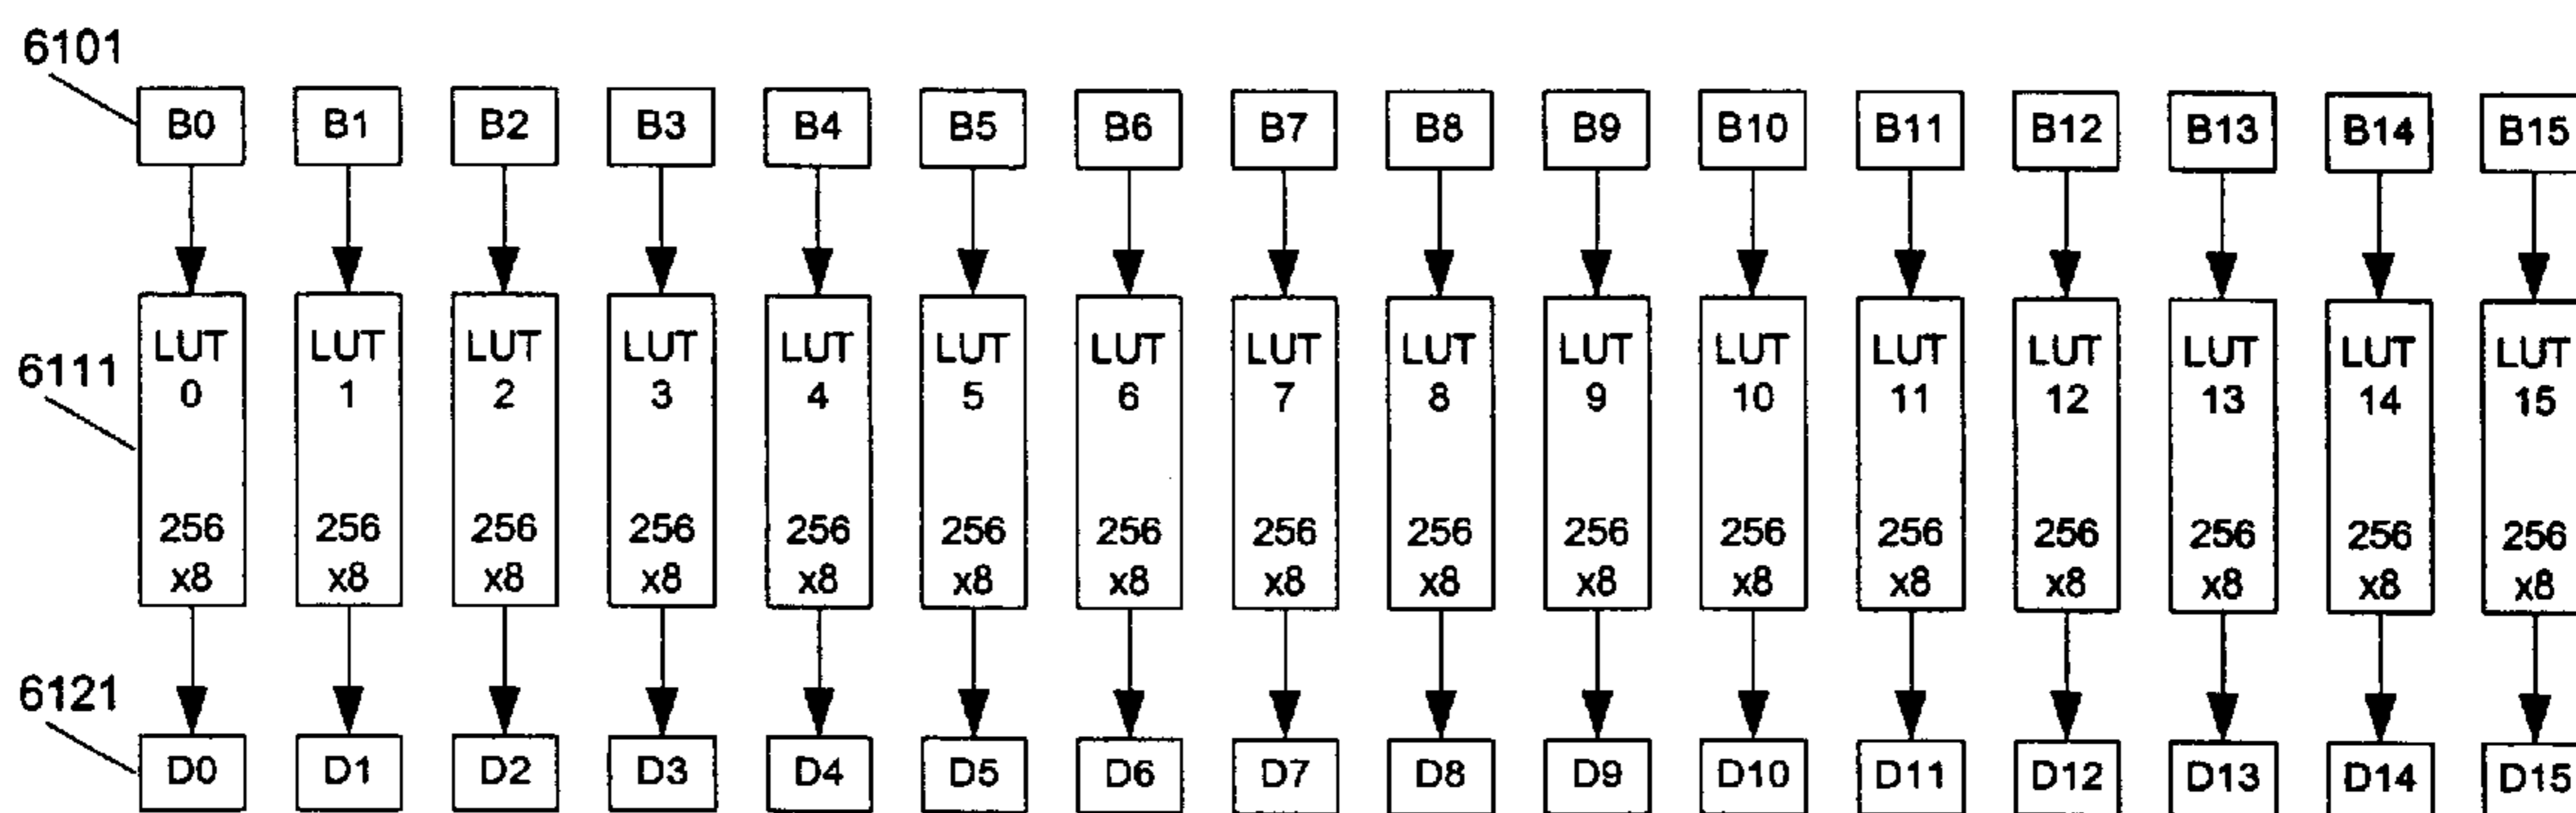 6101
B0 B1 B2 B3 B4 B5 B6 B7 B8 B9 B10 B11 B12 B13 B14 B15
6111
LUT LUT LUT LUT LUT LUT LUT LUT LUT LUT LUT LUT LUT LUT LUT LUT
0 1 2 3 4 5 6 7 8 9 10 11 12 13 14 15
256 256 256 256 256 256 256 256 256 256 256 256 256 256 256 256
x8 x8 x8 x8 x8 x8 x8 x8 x8 x8 x8 x8 x8 x8 x8 x8
6121
D0 D1 D2 D3 D4 D5 D6 D7 D8 D9 D10 D11 D12 D13 D14 D15